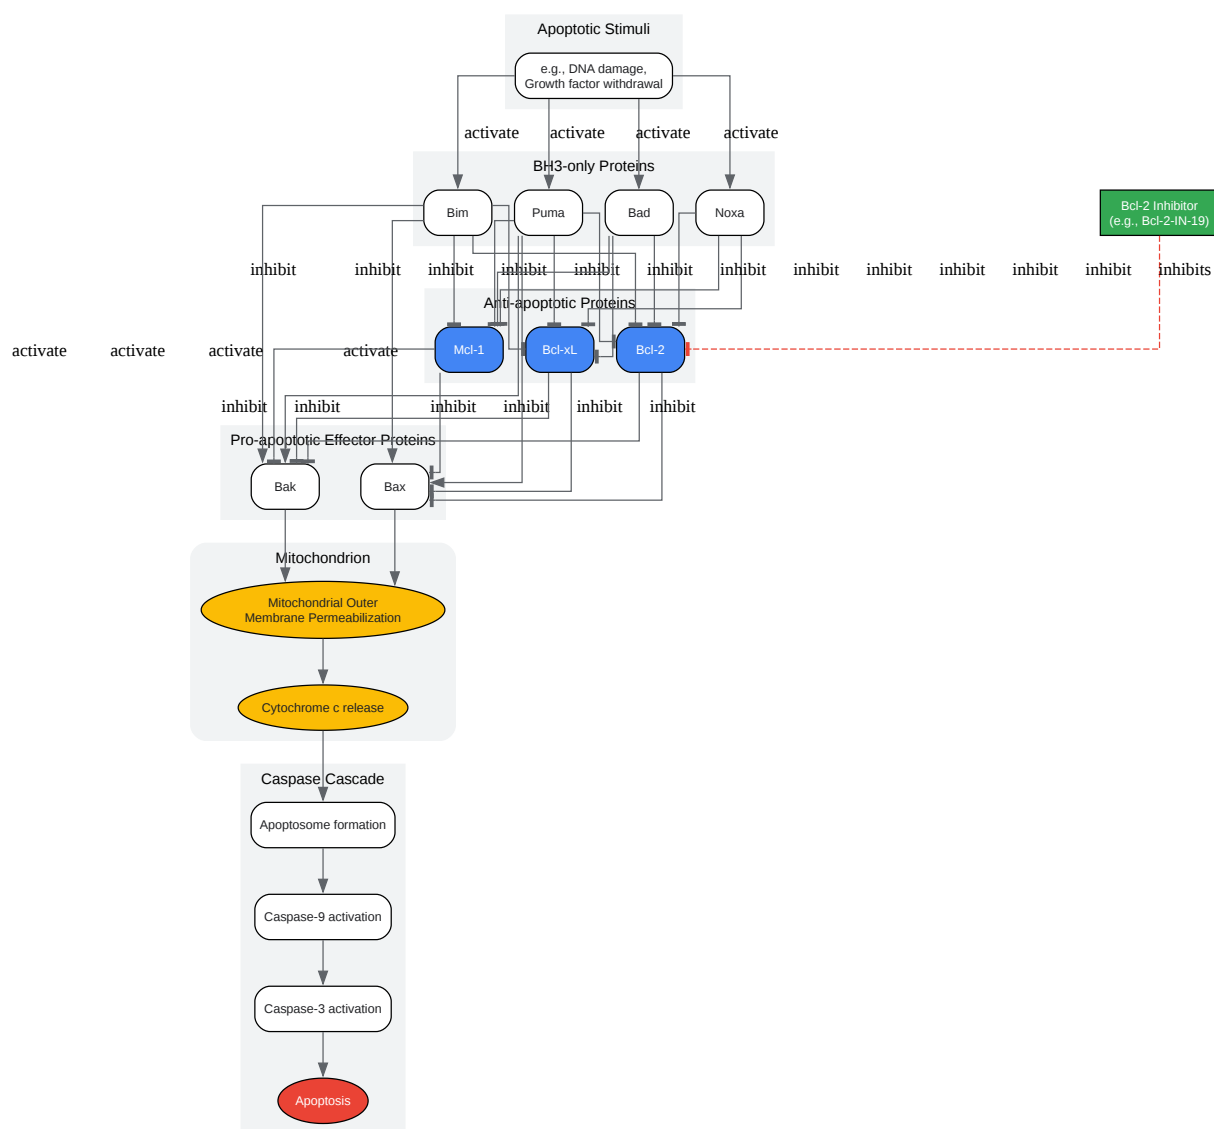 Apoptotic Stimuli
e.g., DNA damage,
Growth factor withdrawal
activate
activate
activate
activate
BH3-only Proteins
Bim
Puma
Bad
Noxa
Bcl-2 Inhibitor
(e.g., Bcl-2-IN-19)
inhibit
inhibit
inhibit
inhibit
inhibit
inhibit
inhibit
inhibit
inhibit
inhibit
inhibit
inhibit
inhibits
Anti-apoptotic Proteins
activate
activate
activate
activate
Mcl-1
Bcl-xL
Bcl-2
inhibit
inhibit
inhibit
inhibit
inhibit
inhibit
Pro-apoptotic Effector Proteins
Bak
Bax
Mitochondrion
Mitochondrial Outer
Membrane Permeabilization
Cytochrome c release
Caspase Cascade
Apoptosome formation
Caspase-9 activation
Caspase-3 activation
Apoptosis